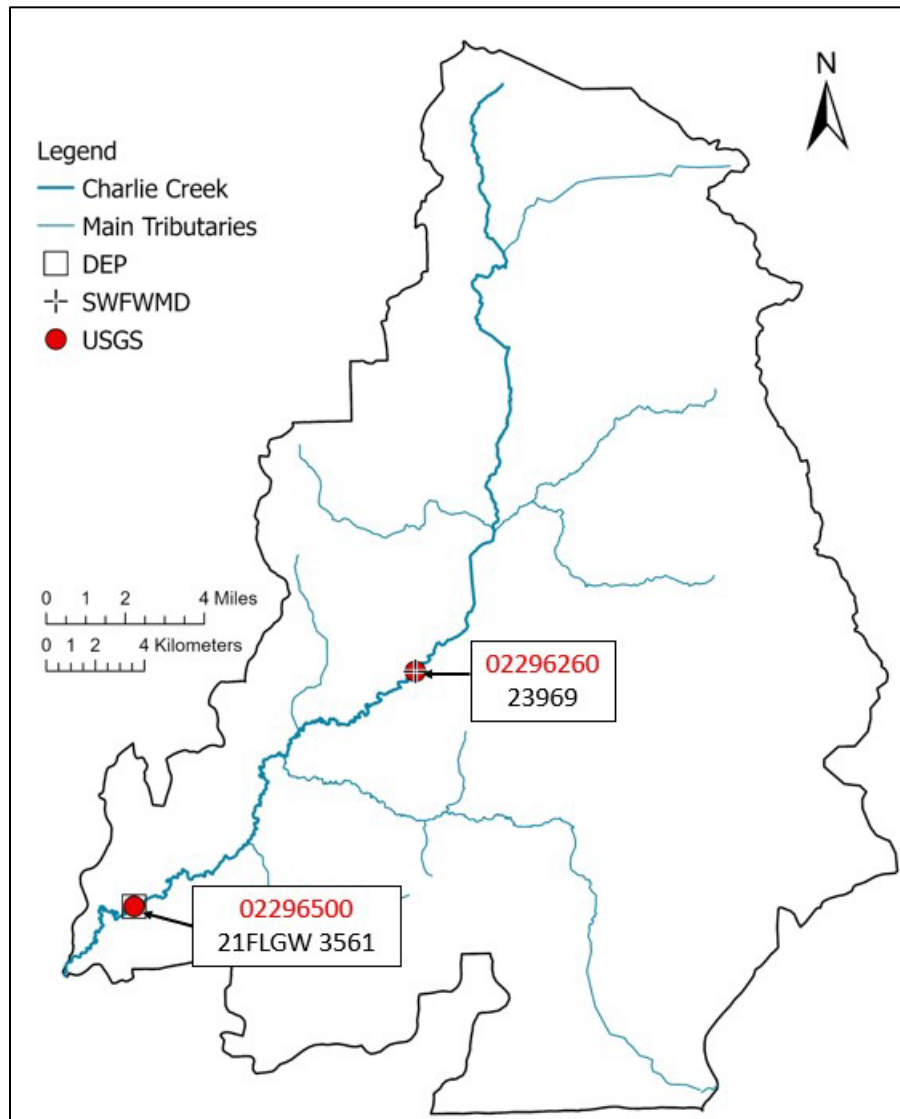 N
Legend
Charlie Creek
Main Tributaries
DEP
SWFWMD
USGS
0 1 2 4 Miles
0 1 2 4 Kilometers
02296260
23969
02296500
21FLGW 3561